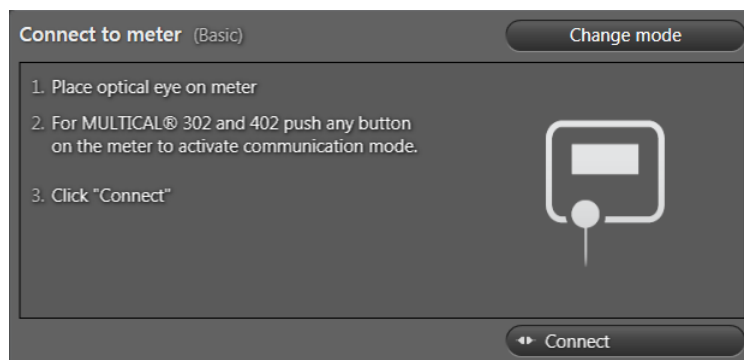 Connect to meter (Basic)
Change mode
1. Place optical eye on meter
2. For MULTICAL® 302 and 402 push any button
on the meter to activate communication mode.
3. Click "Connect"
Connect